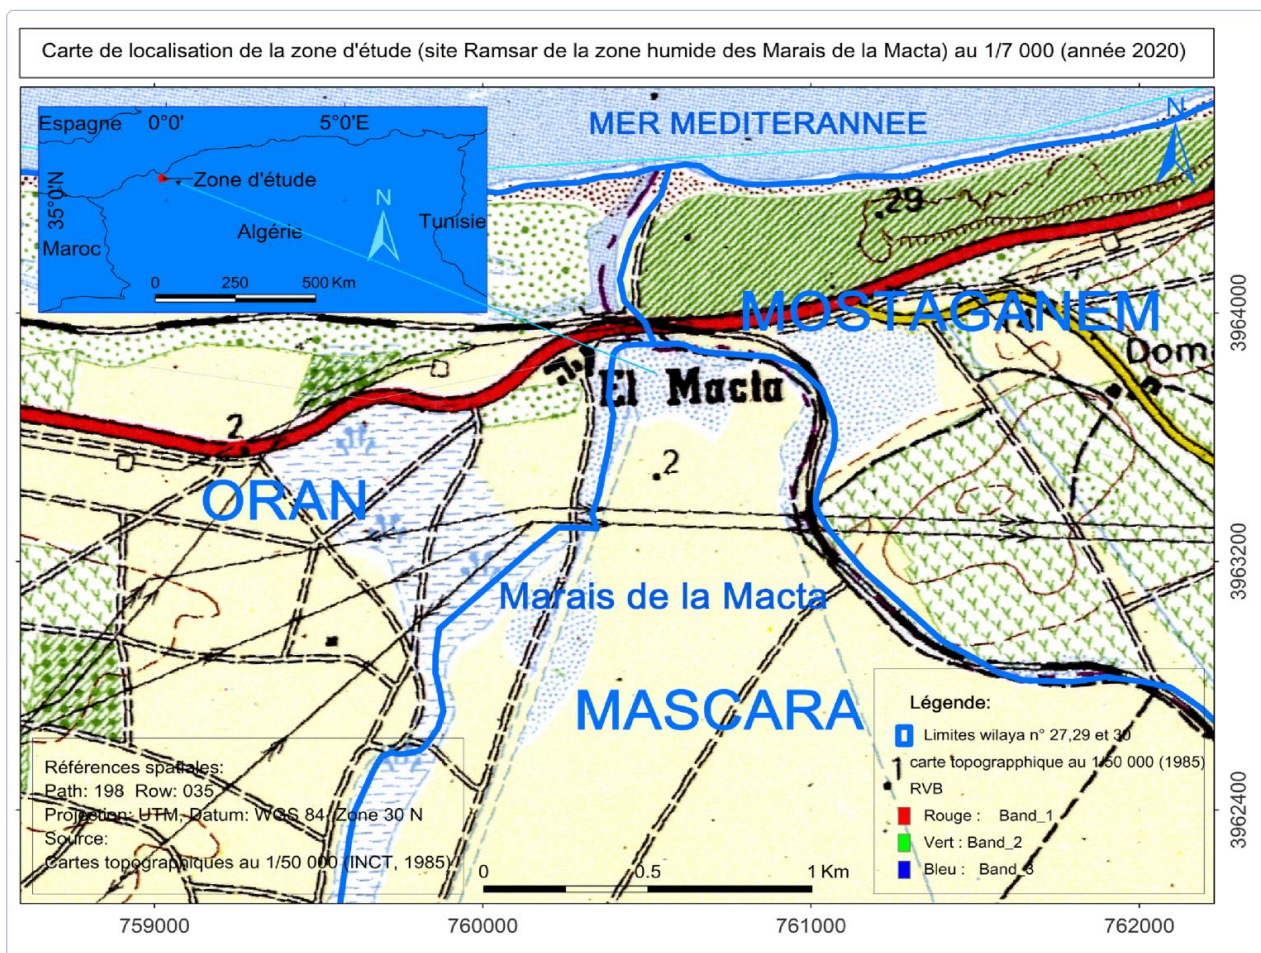 Carte de localisation de la zone d'étude (site Ramsar de la zone humide des Marais de la Macta) au 1/7 000 (année 2020)
Espagne
0°0'
5°0'E
35°0'N
Zone d'étude
N
Algérie
Tunisie
Maroc
0 250 500 Km
MER MEDITERANNEE
N
29
MOSTAGANEM
Dom
El Macta
2
2
ORAN
Marais de la Macta
MASCARA
3964000
3963200
3962400
Références spatiales:
Path: 198 Row: 035
Projection: UTM, Datum: WGS 84, Zone 30 N
Source:
Cartes topographiques au 1/50 000 (INCT, 1985)
0 0.5 1 Km
Légende:
Limites wilaya n° 27,29 et 30
carte topograpphique au 1/50 000 (1985)
RVB
Rouge : Band_1
Vert : Band_2
Bleu : Band_3
759000 760000 761000 762000